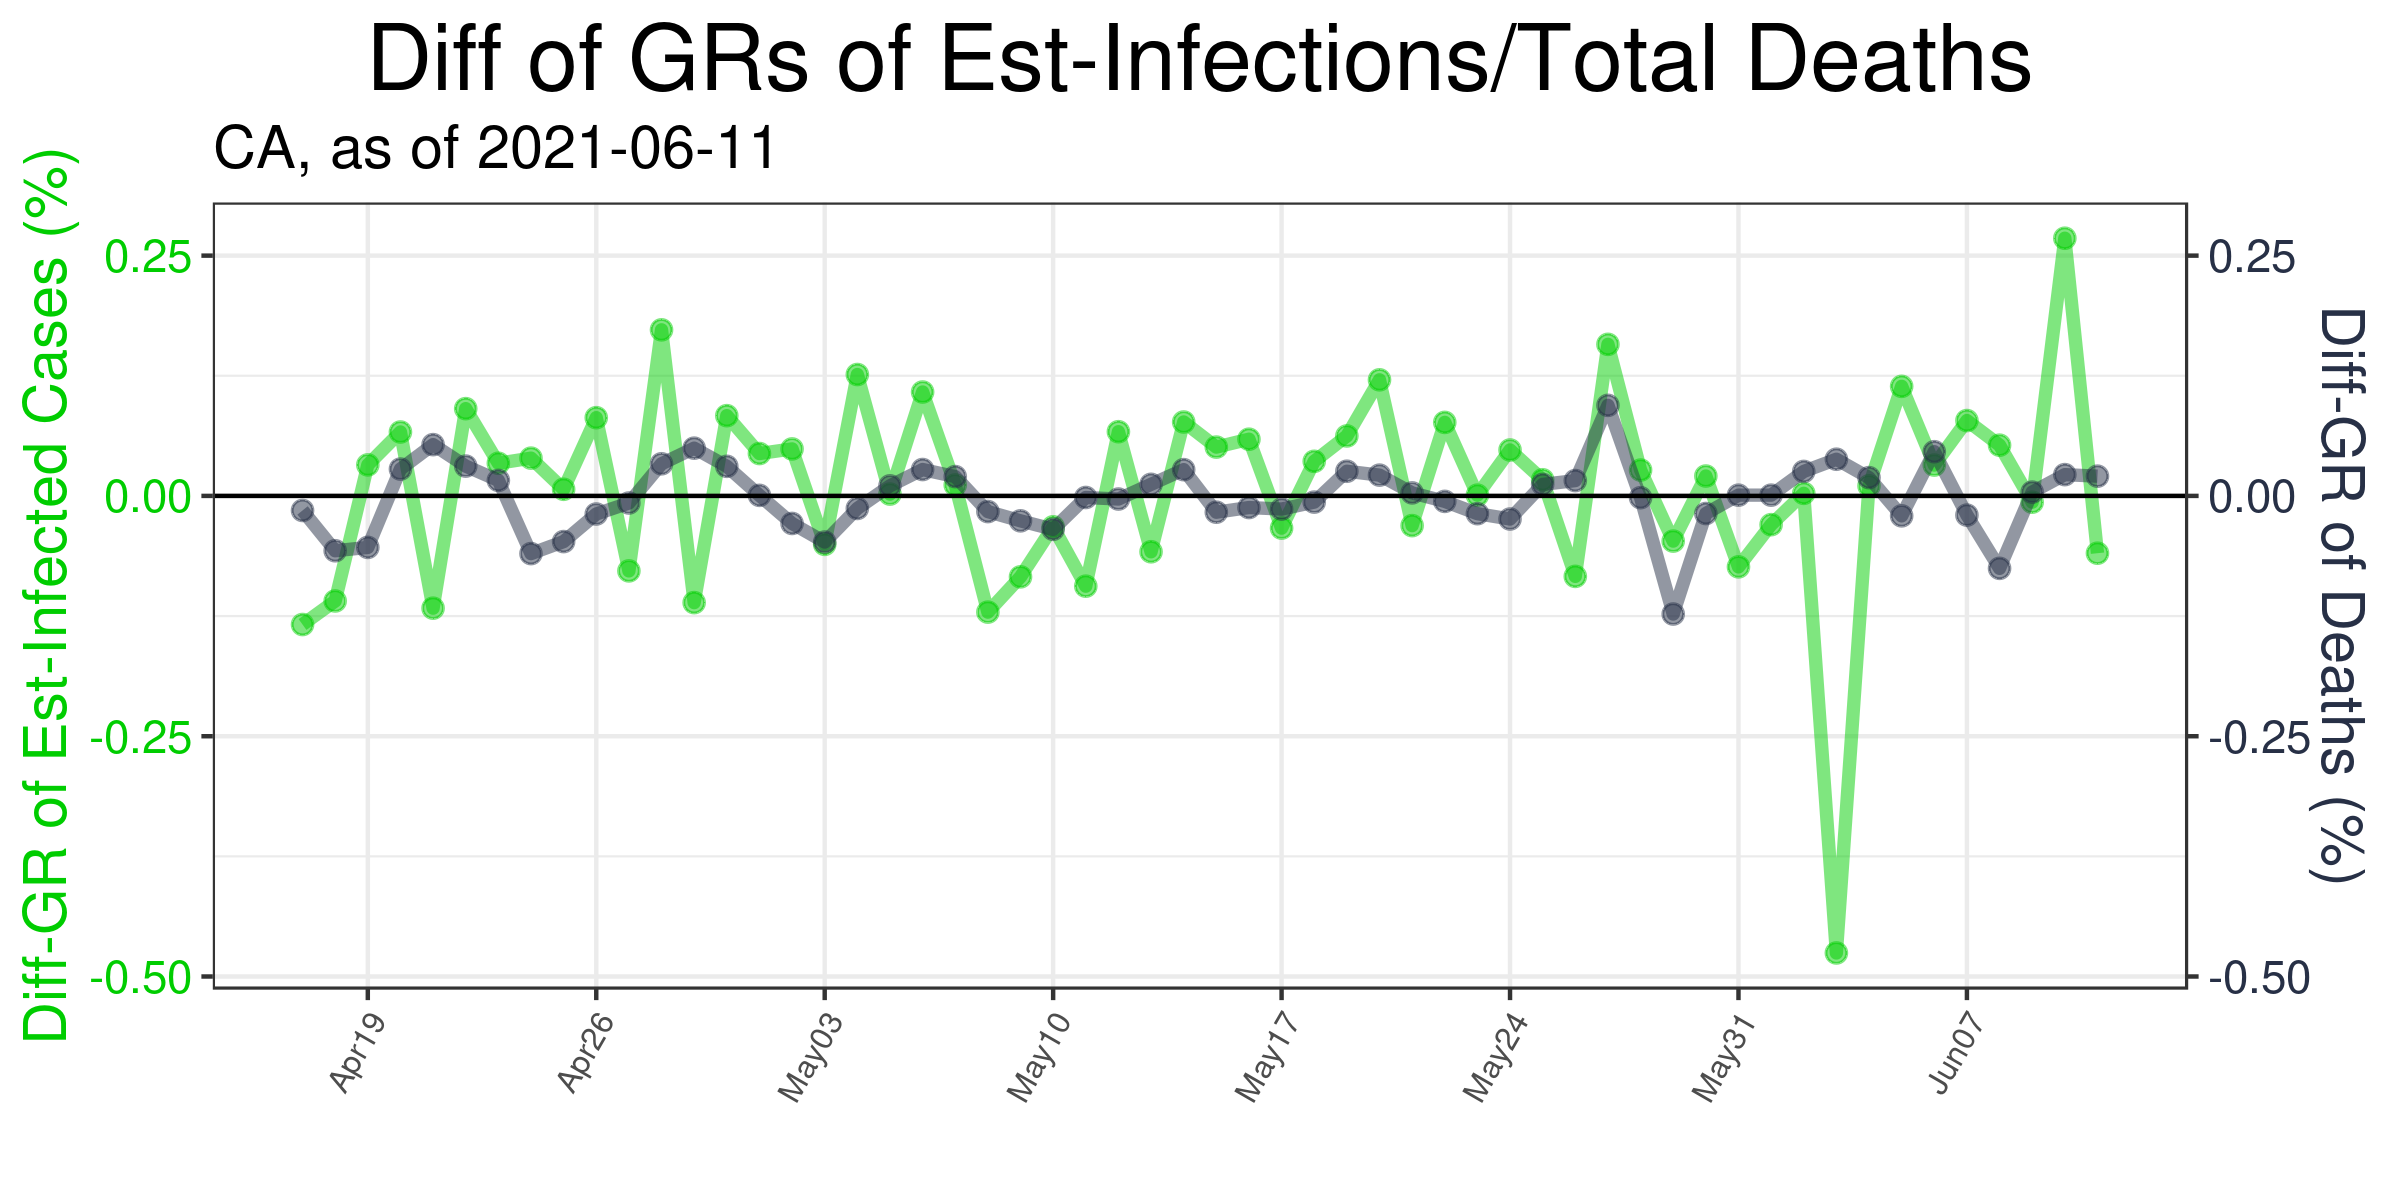 Diff of GRs of Est-Infections/Total Deaths
CA, as of 2021-06-11
Diff-GR of Est-Infected Cases (%)
0.25
0.00
-0.25
-0.50
0.25
0.00
-0.25
-0.50
Diff-GR of Deaths (%)
Apr19
Apr26
May03
May10
May17
May24
May31
Jun07